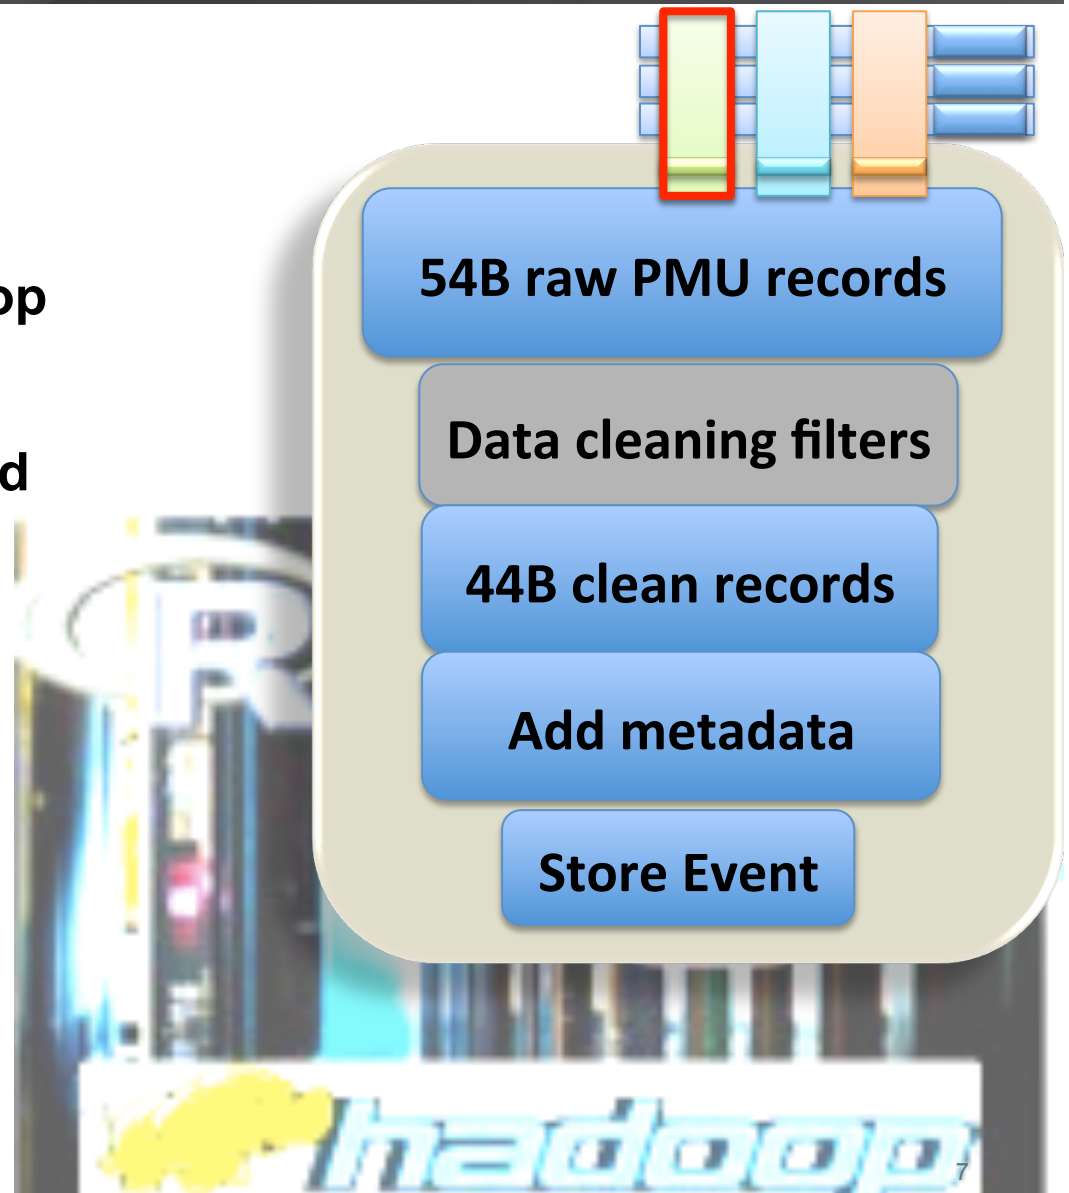 op
d
54B raw PMU records
Data cleaning filters
44B clean records
Add metadata
Store Event
R
hadoop
7